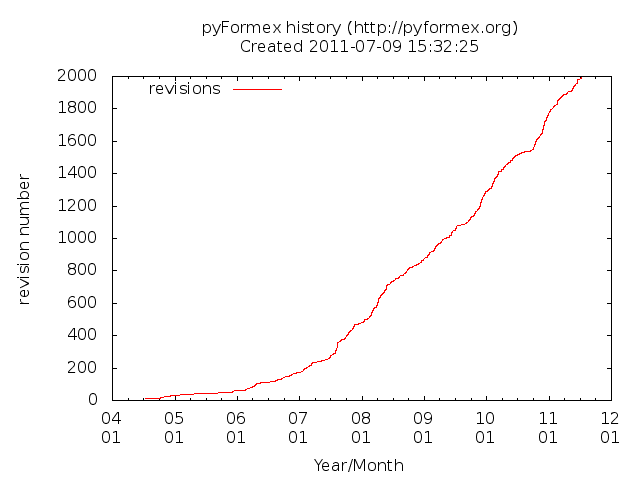 pyFormex history (http://pyformex.org)
Created 2011-07-09 15:32:25
revisions
2000
1800
1600
1400
1200
1000
800
600
400
200
0
revision number
04 05 06 07 08 09 10 11 12
01 01 01 01 01 01 01 01 01
Year/Month